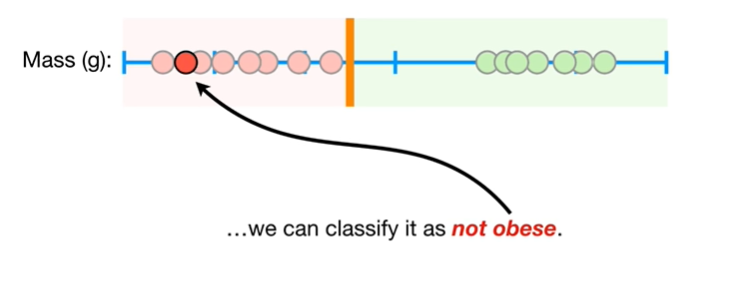 Mass (g):
...we can classify it as not obese.